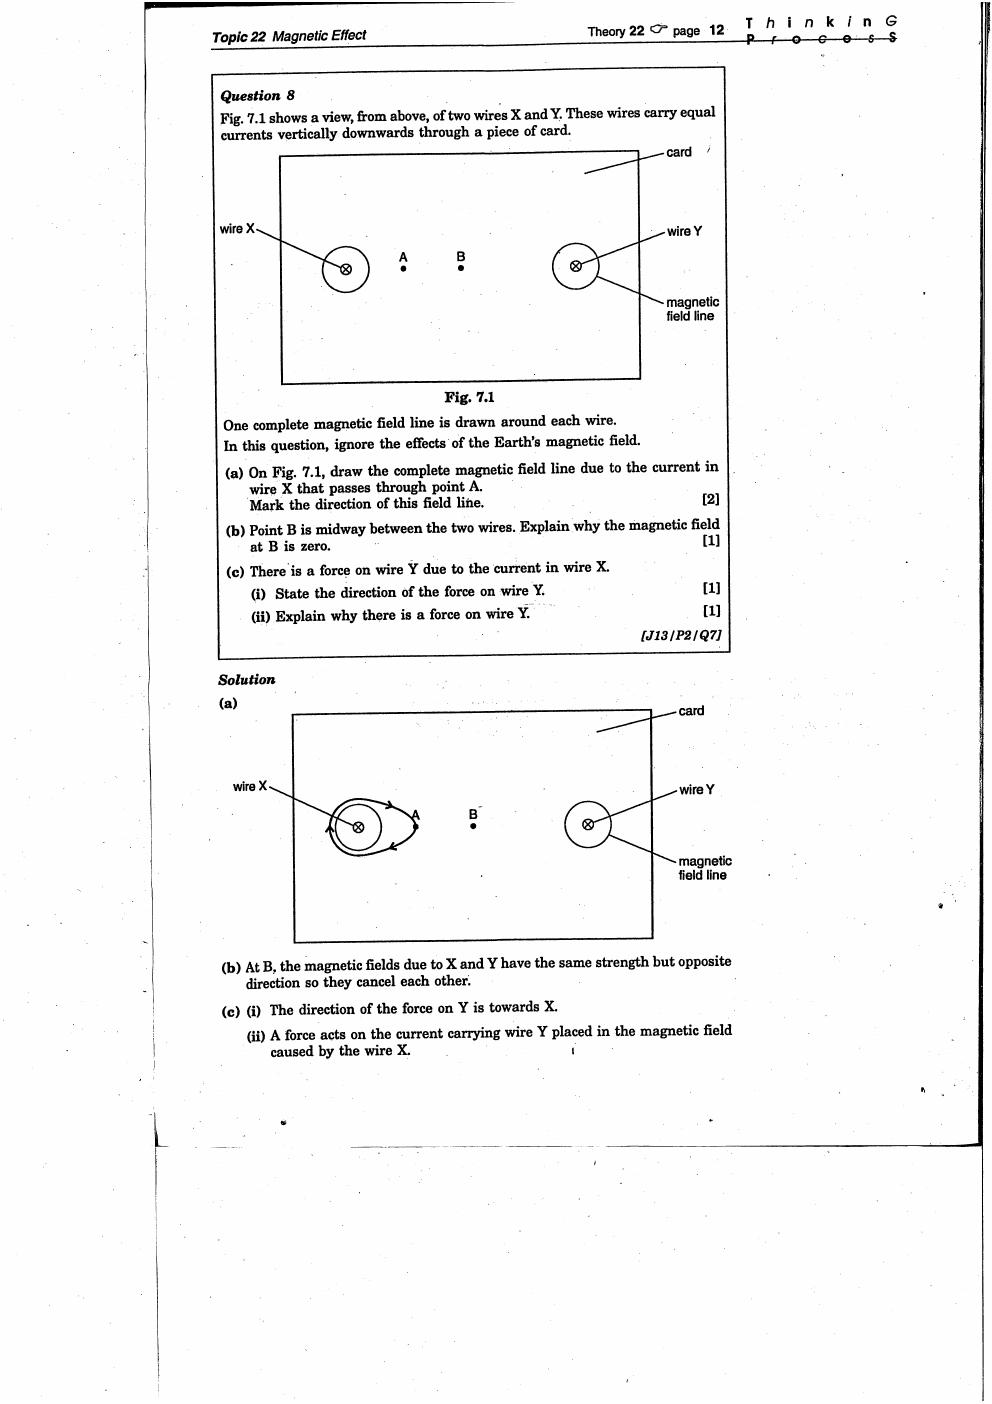 Topic 22 Magnetic Effect
Theory 22 ☞ page 12
T h i n k i n G
P r o c e s S
Question 8
Fig. 7.1 shows a view, from above, of two wires X and Y. These wires carry equal
currents vertically downwards through a piece of card.
card
wire X
wire Y
A
B
magnetic
field line
Fig. 7.1
One complete magnetic field line is drawn around each wire.
In this question, ignore the effects of the Earth's magnetic field.
(a) On Fig. 7.1, draw the complete magnetic field line due to the current in
wire X that passes through point A.
Mark the direction of this field line. [2]
(b) Point B is midway between the two wires. Explain why the magnetic field
at B is zero. [1]
(c) There is a force on wire Y due to the current in wire X.
(i) State the direction of the force on wire Y. [1]
(ii) Explain why there is a force on wire Y. [1]
[J13/P2/Q7]
Solution
(a)
card
wire X
wire Y
A
B
magnetic
field line
(b) At B, the magnetic fields due to X and Y have the same strength but opposite
direction so they cancel each other.
(c) (i) The direction of the force on Y is towards X.
(ii) A force acts on the current carrying wire Y placed in the magnetic field
caused by the wire X.